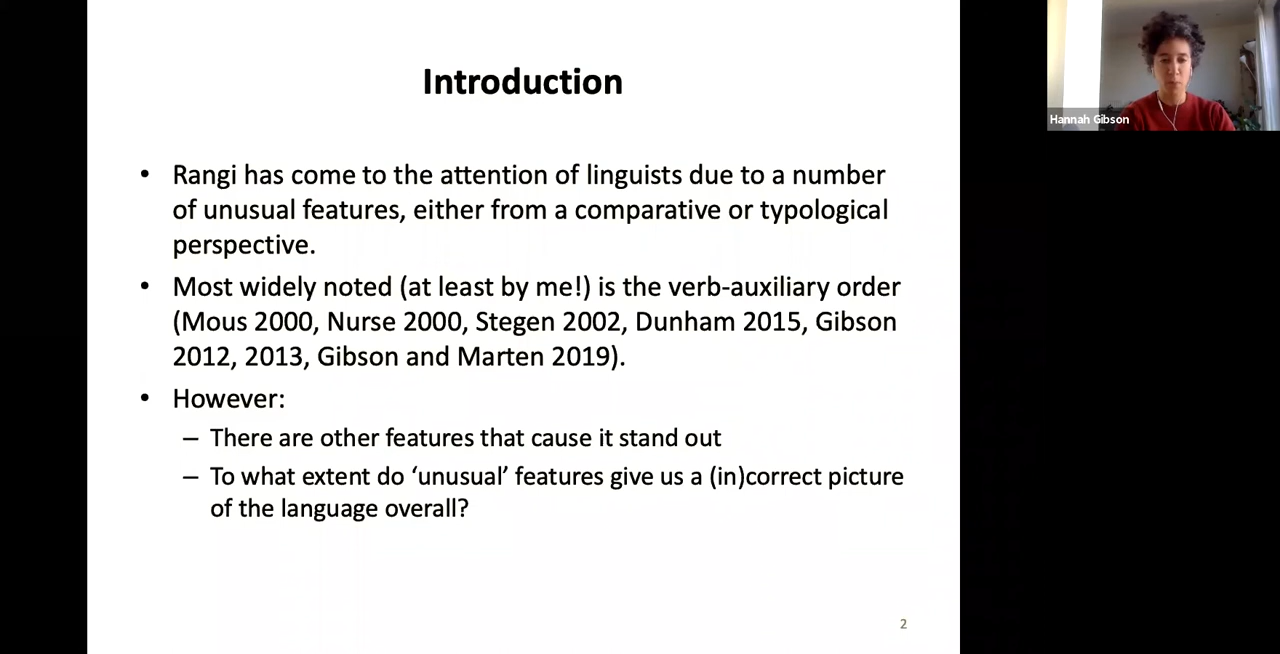 Introduction
• Rangi has come to the attention of linguists due to a number
of unusual features, either from a comparative or typological
perspective.
• Most widely noted (at least by me!) is the verb-auxiliary order
(Mous 2000, Nurse 2000, Stegen 2002, Dunham 2015, Gibson
2012, 2013, Gibson and Marten 2019).
• However:
– There are other features that cause it stand out
– To what extent do ‘unusual’ features give us a (in)correct picture
of the language overall?
2
Hannah Gibson